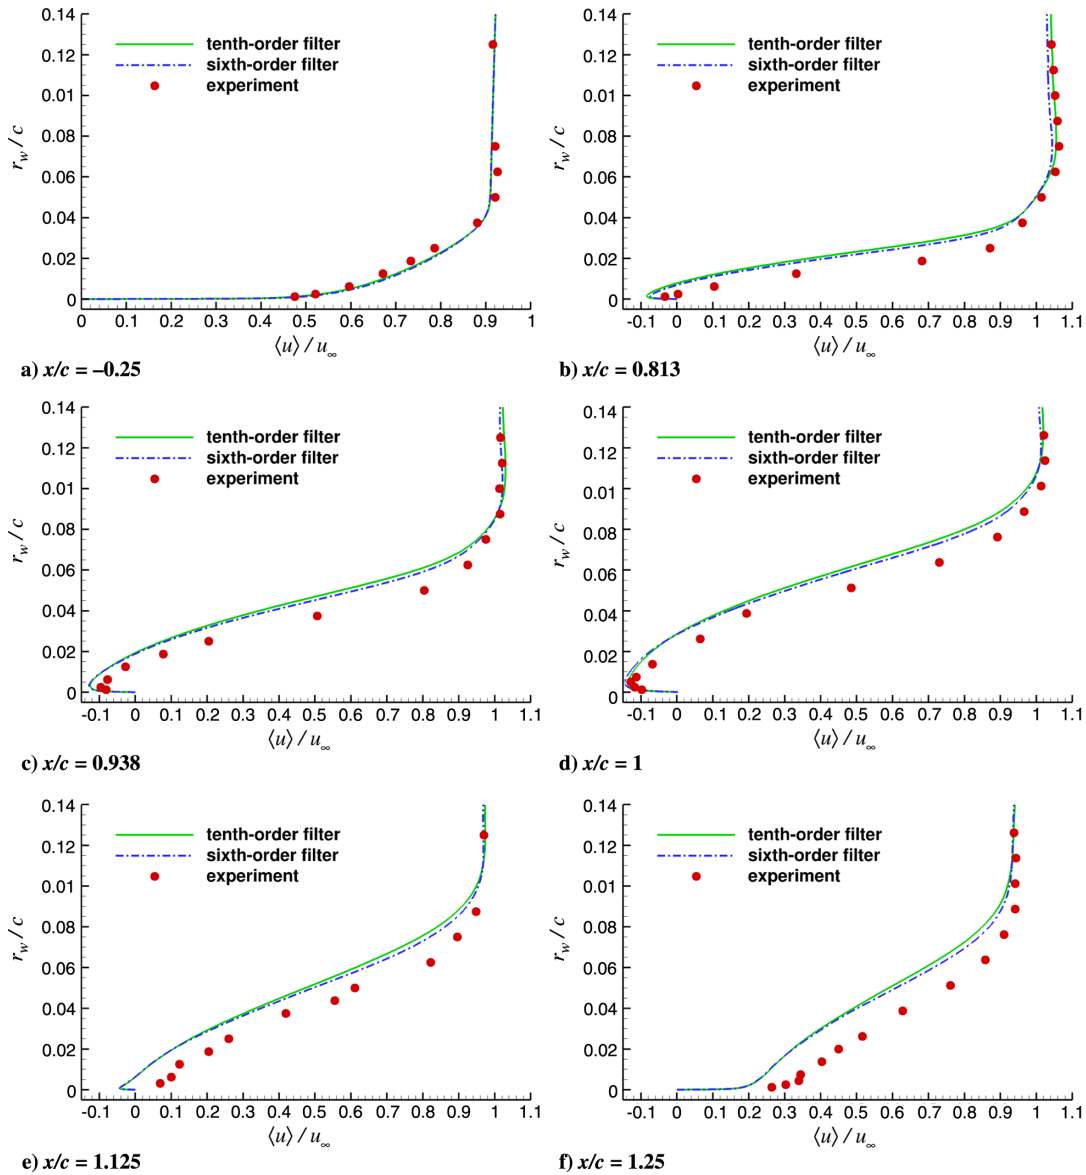 0.14
0.12
0.1
0.08
0.06
0.04
0.02
0
r_w / c
tenth-order filter
sixth-order filter
experiment
0 0.1 0.2 0.3 0.4 0.5 0.6 0.7 0.8 0.9 1
⟨u⟩ / u_∞
a) x/c = –0.25
0.14
0.12
0.1
0.08
0.06
0.04
0.02
0
r_w / c
tenth-order filter
sixth-order filter
experiment
-0.1 0 0.1 0.2 0.3 0.4 0.5 0.6 0.7 0.8 0.9 1 1.1
⟨u⟩ / u_∞
b) x/c = 0.813
0.14
0.12
0.1
0.08
0.06
0.04
0.02
0
r_w / c
tenth-order filter
sixth-order filter
experiment
-0.1 0 0.1 0.2 0.3 0.4 0.5 0.6 0.7 0.8 0.9 1 1.1
⟨u⟩ / u_∞
c) x/c = 0.938
0.14
0.12
0.1
0.08
0.06
0.04
0.02
0
r_w / c
tenth-order filter
sixth-order filter
experiment
-0.1 0 0.1 0.2 0.3 0.4 0.5 0.6 0.7 0.8 0.9 1 1.1
⟨u⟩ / u_∞
d) x/c = 1
0.14
0.12
0.1
0.08
0.06
0.04
0.02
0
r_w / c
tenth-order filter
sixth-order filter
experiment
-0.1 0 0.1 0.2 0.3 0.4 0.5 0.6 0.7 0.8 0.9 1 1.1
⟨u⟩ / u_∞
e) x/c = 1.125
0.14
0.12
0.1
0.08
0.06
0.04
0.02
0
r_w / c
tenth-order filter
sixth-order filter
experiment
-0.1 0 0.1 0.2 0.3 0.4 0.5 0.6 0.7 0.8 0.9 1 1.1
⟨u⟩ / u_∞
f) x/c = 1.25